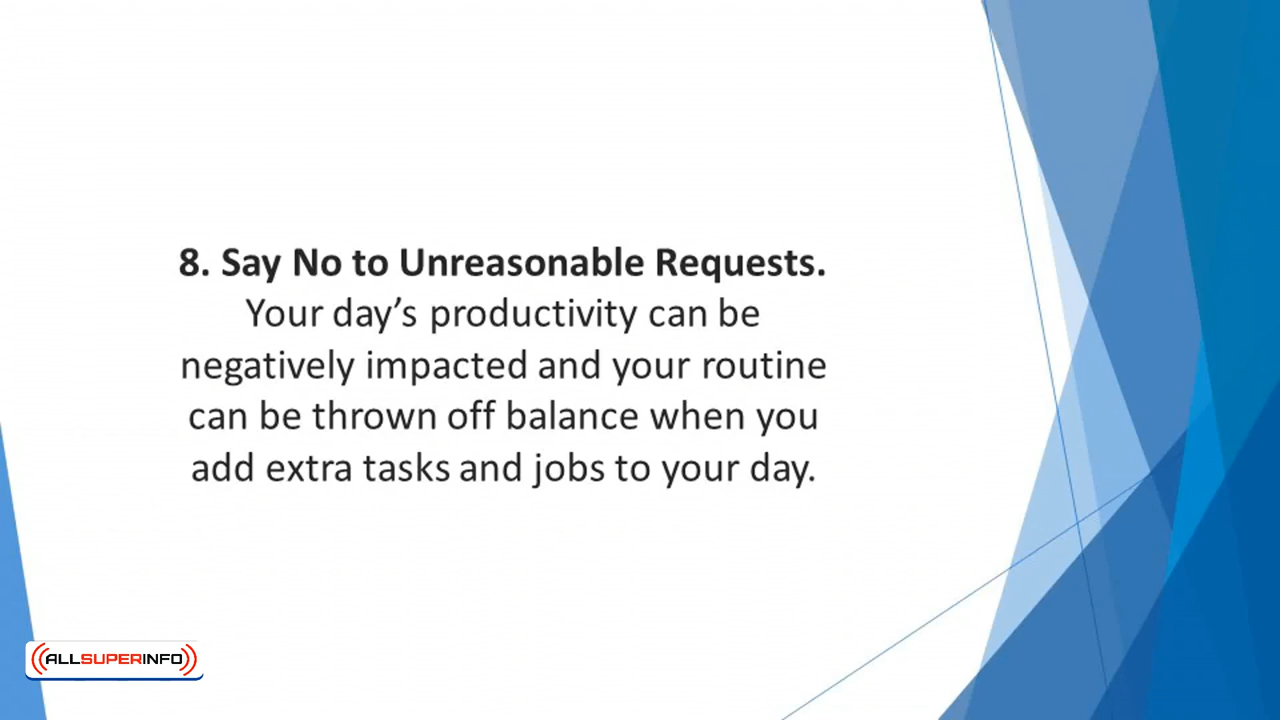 8. Say No to Unreasonable Requests.
Your day’s productivity can be
negatively impacted and your routine
can be thrown off balance when you
add extra tasks and jobs to your day.
ALLSUPERINFO